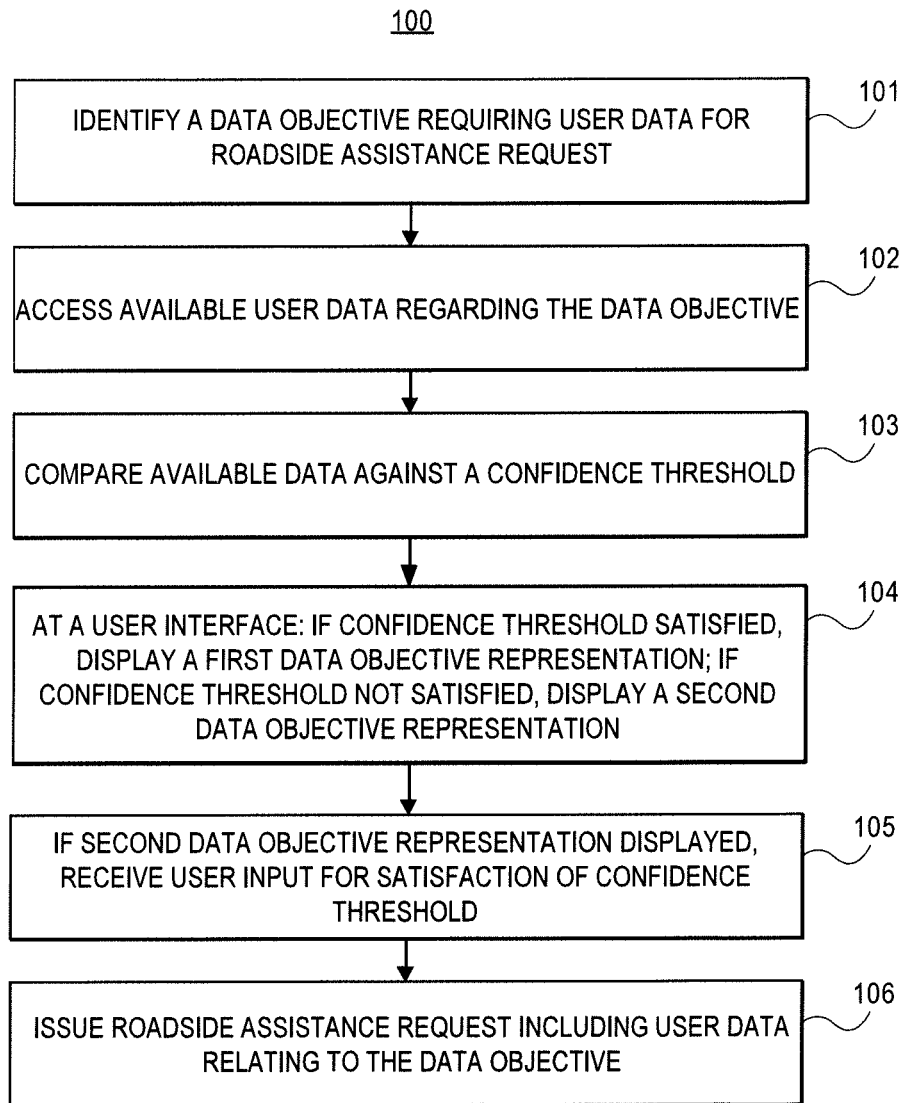 100
101
IDENTIFY A DATA OBJECTIVE REQUIRING USER DATA FOR
ROADSIDE ASSISTANCE REQUEST
102
ACCESS AVAILABLE USER DATA REGARDING THE DATA OBJECTIVE
103
COMPARE AVAILABLE DATA AGAINST A CONFIDENCE THRESHOLD
104
AT A USER INTERFACE: IF CONFIDENCE THRESHOLD SATISFIED,
DISPLAY A FIRST DATA OBJECTIVE REPRESENTATION; IF
CONFIDENCE THRESHOLD NOT SATISFIED, DISPLAY A SECOND
DATA OBJECTIVE REPRESENTATION
105
IF SECOND DATA OBJECTIVE REPRESENTATION DISPLAYED,
RECEIVE USER INPUT FOR SATISFACTION OF CONFIDENCE
THRESHOLD
106
ISSUE ROADSIDE ASSISTANCE REQUEST INCLUDING USER DATA
RELATING TO THE DATA OBJECTIVE